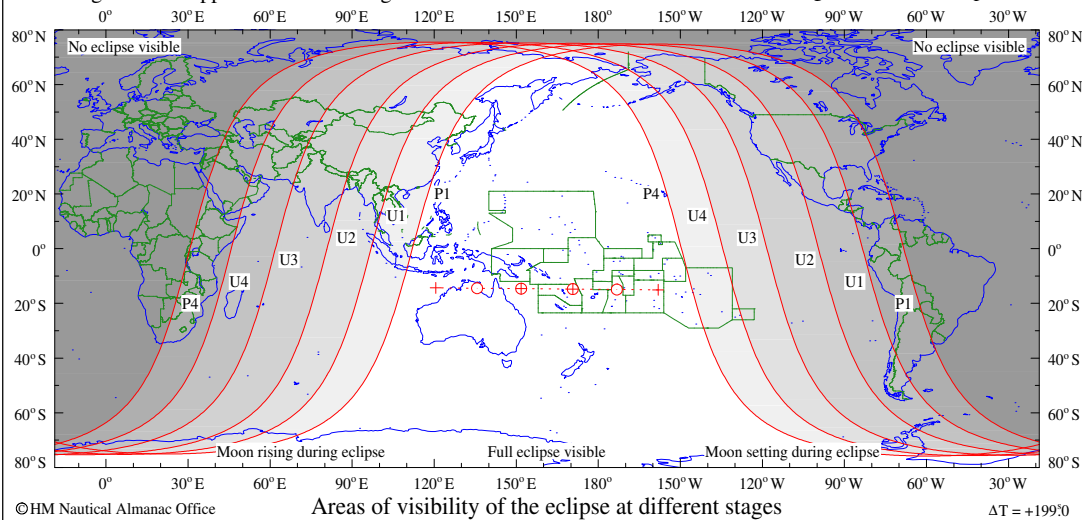 0° 30°E 60°E 90°E 120°E 150°E 180° 150°W 120°W 90°W 60°W 30°W
80°N 80°N
No eclipse visible No eclipse visible
60°N 60°N
40°N 40°N
20°N P1 P4 20°N
U1 U4
U2 U3
0° 0°
U3 U2
U4 U1
P4 P1
20°S 20°S
40°S 40°S
60°S 60°S
Moon rising during eclipse Full eclipse visible Moon setting during eclipse
80°S 80°S
0° 30°E 60°E 90°E 120°E 150°E 180° 150°W 120°W 90°W 60°W 30°W
©HM Nautical Almanac Office Areas of visibility of the eclipse at different stages ΔT = +199.ˢ0